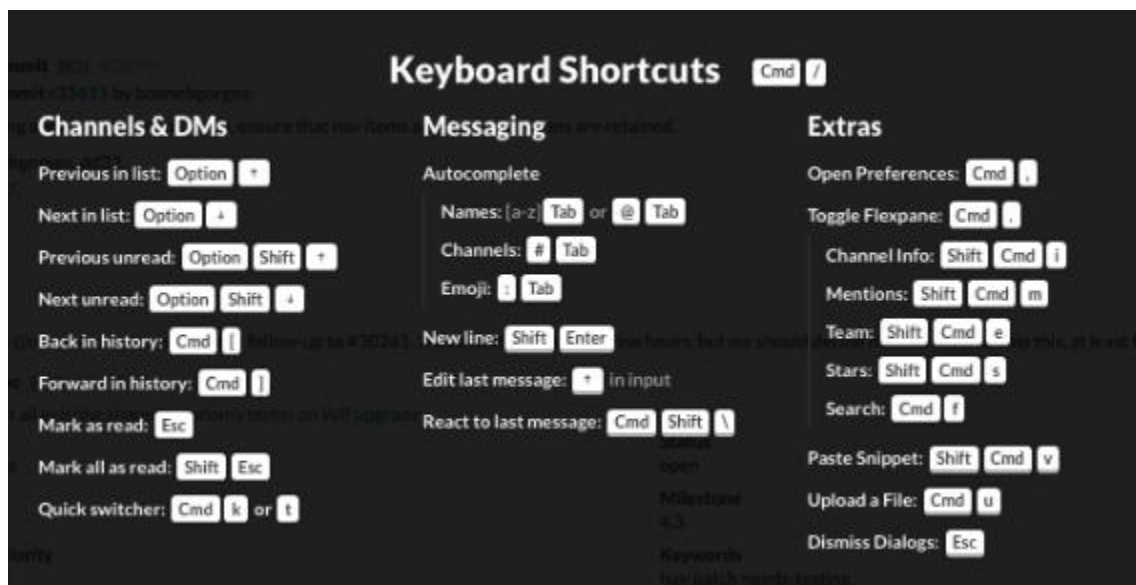 Keyboard Shortcuts Cmd /
Channels & DMs
Previous in list: Option ↑
Next in list: Option ↓
Previous unread: Option Shift ↑
Next unread: Option Shift ↓
Back in history: Cmd [
Forward in history: Cmd ]
Mark as read: Esc
Mark all as read: Shift Esc
Quick switcher: Cmd k or t
Messaging
Autocomplete
Names: [a-z] Tab or @ Tab
Channels: # Tab
Emoji: : Tab
New line: Shift Enter
Edit last message: ↑ in input
React to last message: Cmd Shift \
Extras
Open Preferences: Cmd ,
Toggle Flexpane: Cmd .
Channel Info: Shift Cmd i
Mentions: Shift Cmd m
Team: Shift Cmd e
Stars: Shift Cmd s
Search: Cmd f
Paste Snippet: Shift Cmd v
Upload a File: Cmd u
Dismiss Dialogs: Esc
open
Milestone
4.3
Keywords